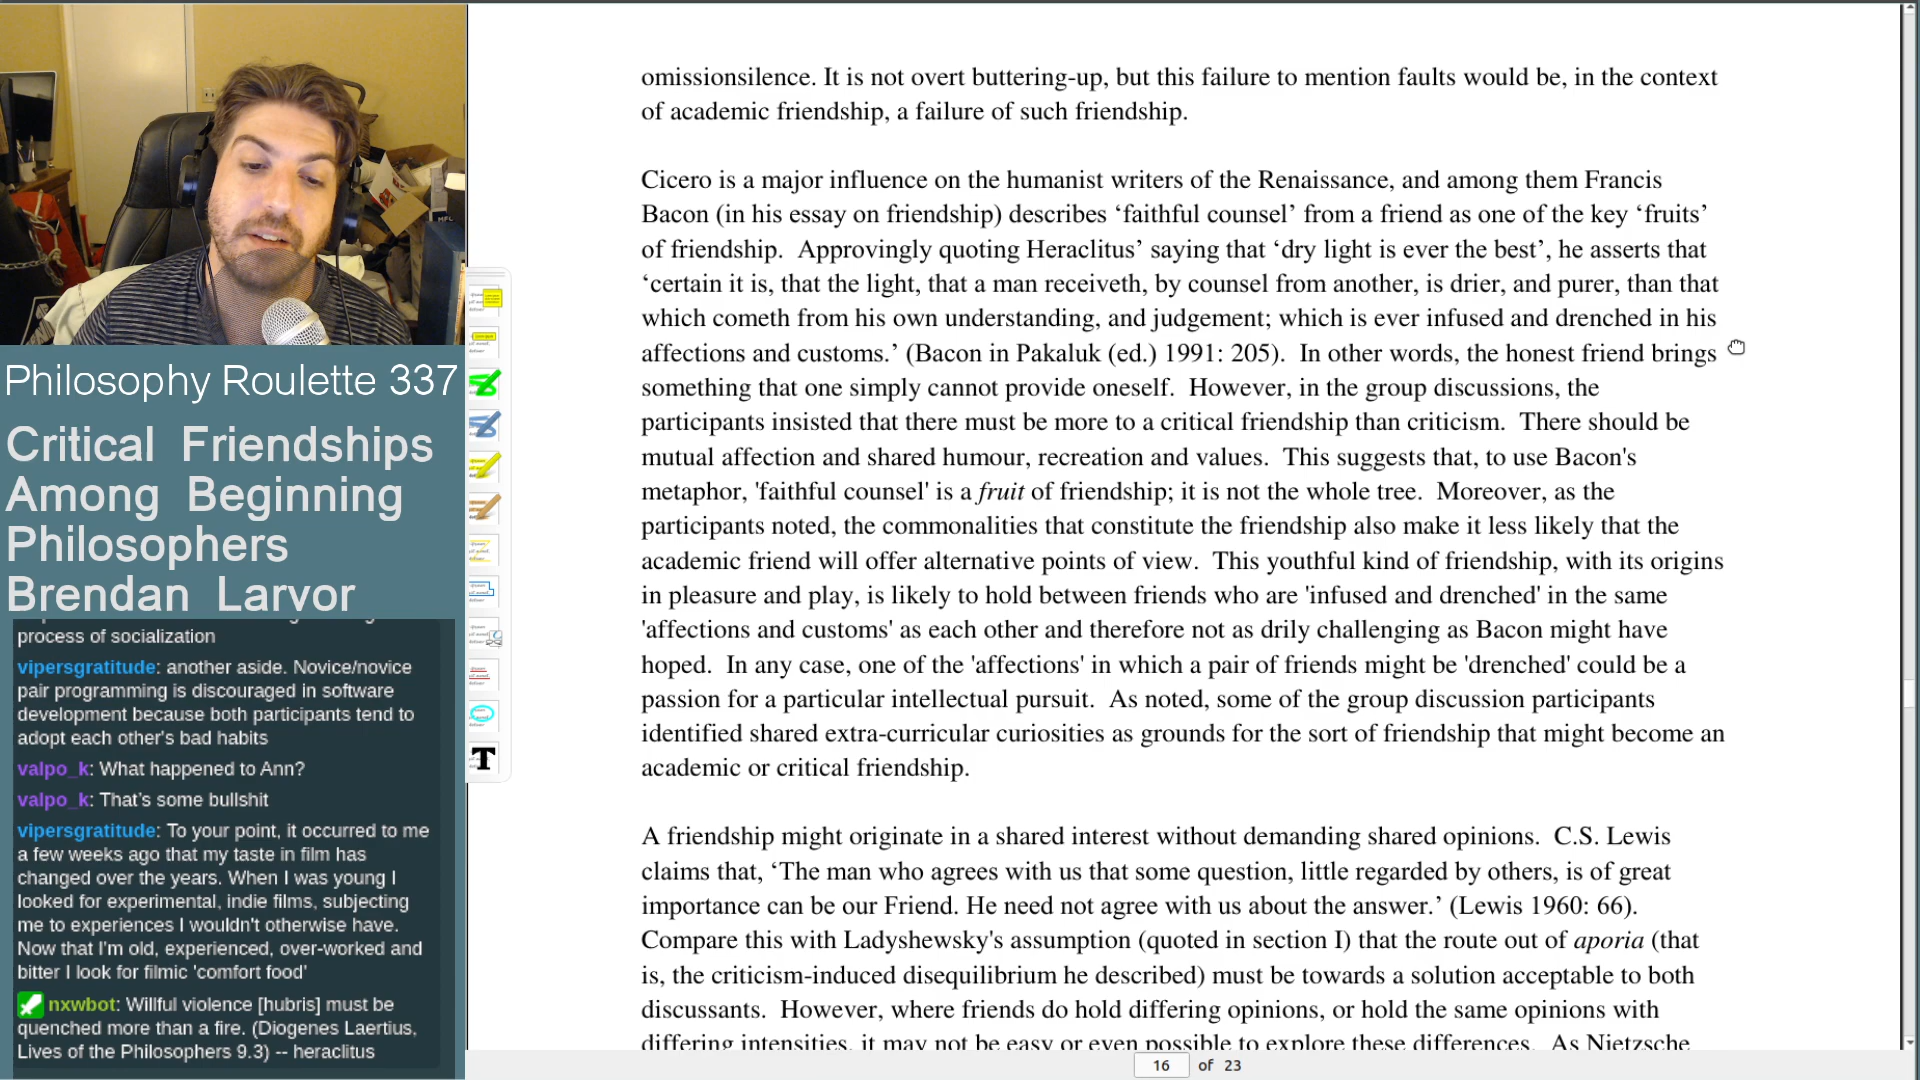 omissionsilence. It is not overt buttering-up, but this failure to mention faults would be, in the context
of academic friendship, a failure of such friendship.
Cicero is a major influence on the humanist writers of the Renaissance, and among them Francis
Bacon (in his essay on friendship) describes ‘faithful counsel’ from a friend as one of the key ‘fruits’
of friendship.  Approvingly quoting Heraclitus’ saying that ‘dry light is ever the best’, he asserts that
‘certain it is, that the light, that a man receiveth, by counsel from another, is drier, and purer, than that
which cometh from his own understanding, and judgement; which is ever infused and drenched in his
affections and customs.’ (Bacon in Pakaluk (ed.) 1991: 205).  In other words, the honest friend brings
something that one simply cannot provide oneself.  However, in the group discussions, the
participants insisted that there must be more to a critical friendship than criticism.  There should be
mutual affection and shared humour, recreation and values.  This suggests that, to use Bacon's
metaphor, 'faithful counsel' is a fruit of friendship; it is not the whole tree.  Moreover, as the
participants noted, the commonalities that constitute the friendship also make it less likely that the
academic friend will offer alternative points of view.  This youthful kind of friendship, with its origins
in pleasure and play, is likely to hold between friends who are 'infused and drenched' in the same
'affections and customs' as each other and therefore not as drily challenging as Bacon might have
hoped.  In any case, one of the 'affections' in which a pair of friends might be 'drenched' could be a
passion for a particular intellectual pursuit.  As noted, some of the group discussion participants
identified shared extra-curricular curiosities as grounds for the sort of friendship that might become an
academic or critical friendship.
A friendship might originate in a shared interest without demanding shared opinions.  C.S. Lewis
claims that, ‘The man who agrees with us that some question, little regarded by others, is of great
importance can be our Friend. He need not agree with us about the answer.’ (Lewis 1960: 66).
Compare this with Ladyshewsky's assumption (quoted in section I) that the route out of aporia (that
is, the criticism-induced disequilibrium he described) must be towards a solution acceptable to both
discussants.  However, where friends do hold differing opinions, or hold the same opinions with
differing intensities, it may not be easy or even possible to explore these differences.  As Nietzsche
16 of 23
Philosophy Roulette 337
Critical Friendships
Among Beginning
Philosophers
Brendan Larvor
process of socialization
vipersgratitude: another aside. Novice/novice
pair programming is discouraged in software
development because both participants tend to
adopt each other's bad habits
valpo_k: What happened to Ann?
valpo_k: That's some bullshit
vipersgratitude: To your point, it occurred to me
a few weeks ago that my taste in film has
changed over the years. When I was young I
looked for experimental, indie films, subjecting
me to experiences I wouldn't otherwise have.
Now that I'm old, experienced, over-worked and
bitter I look for filmic 'comfort food'
nxwbot: Willful violence [hubris] must be
quenched more than a fire. (Diogenes Laertius,
Lives of the Philosophers 9.3) -- heraclitus
T